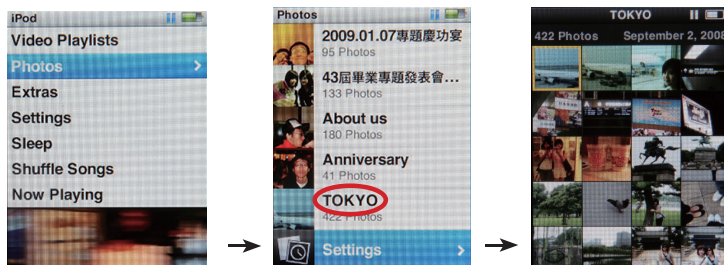 iPod
Video Playlists
Photos
Extras
Settings
Sleep
Shuffle Songs
Now Playing
Photos
2009.01.07專題慶功宴
95 Photos
43屆畢業專題發表會...
133 Photos
About us
180 Photos
Anniversary
41 Photos
TOKYO
422 Photos
Settings
TOKYO
422 Photos September 2, 2008